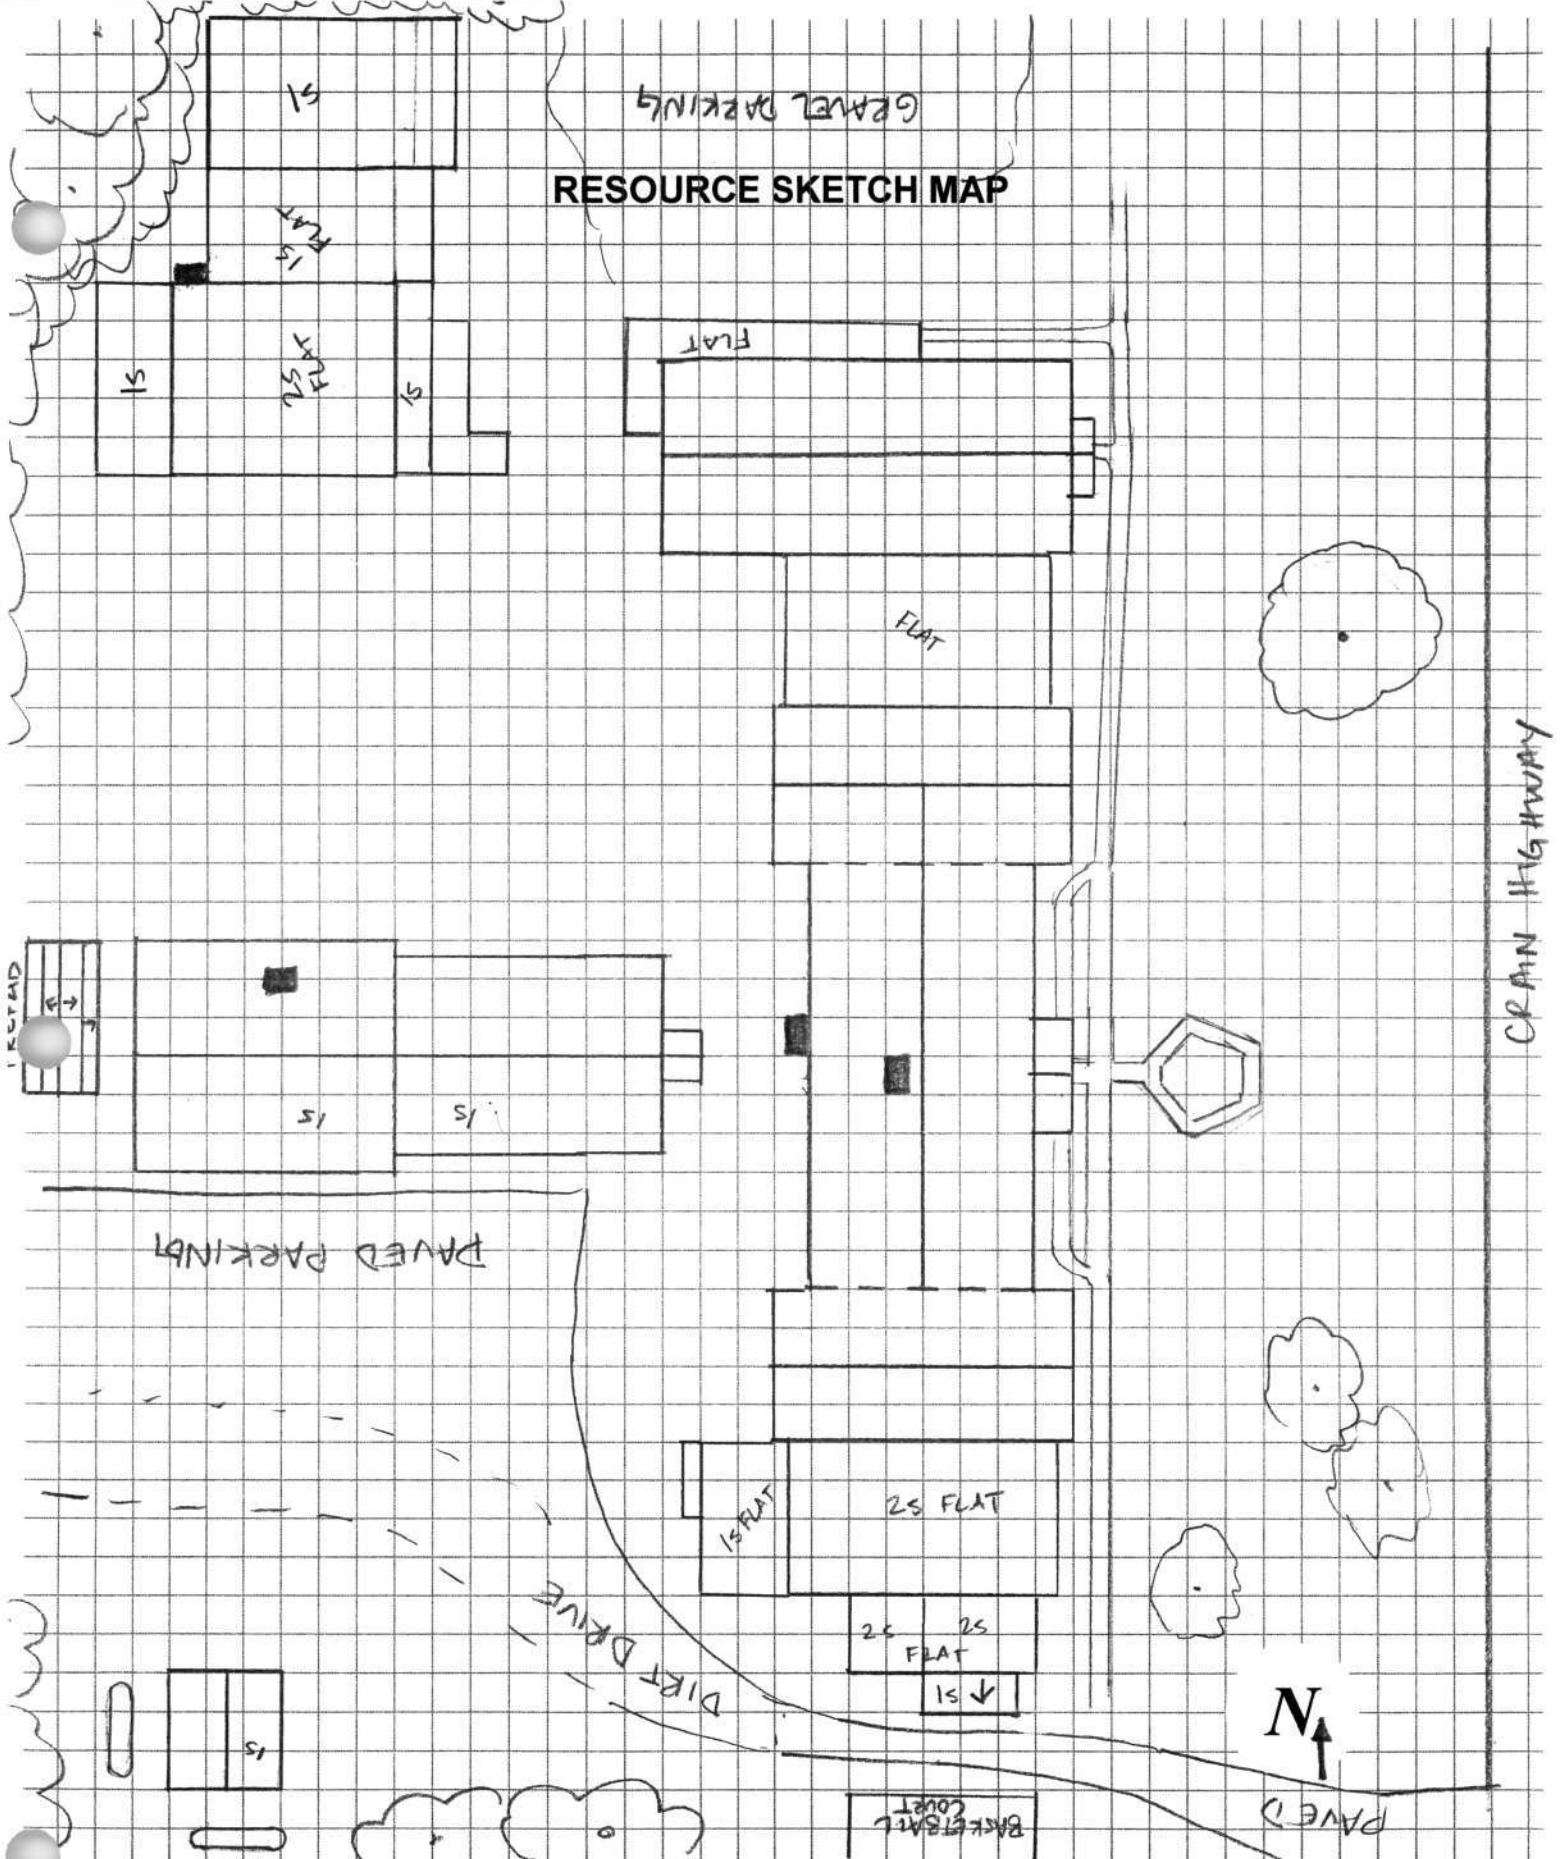 1S
GRAVEL PARKING
RESOURCE SKETCH MAP
1S
FLAT
FLAT
1S
2S
FLAT
1S
FLAT
CRAIN HIGHWAY
1S
1S
PAVED PARKING
1S FLAT
2S FLAT
DIRT DRIVE
2S
2S
FLAT
1S
N
1S
BASKETBALL
COURT
PAVED